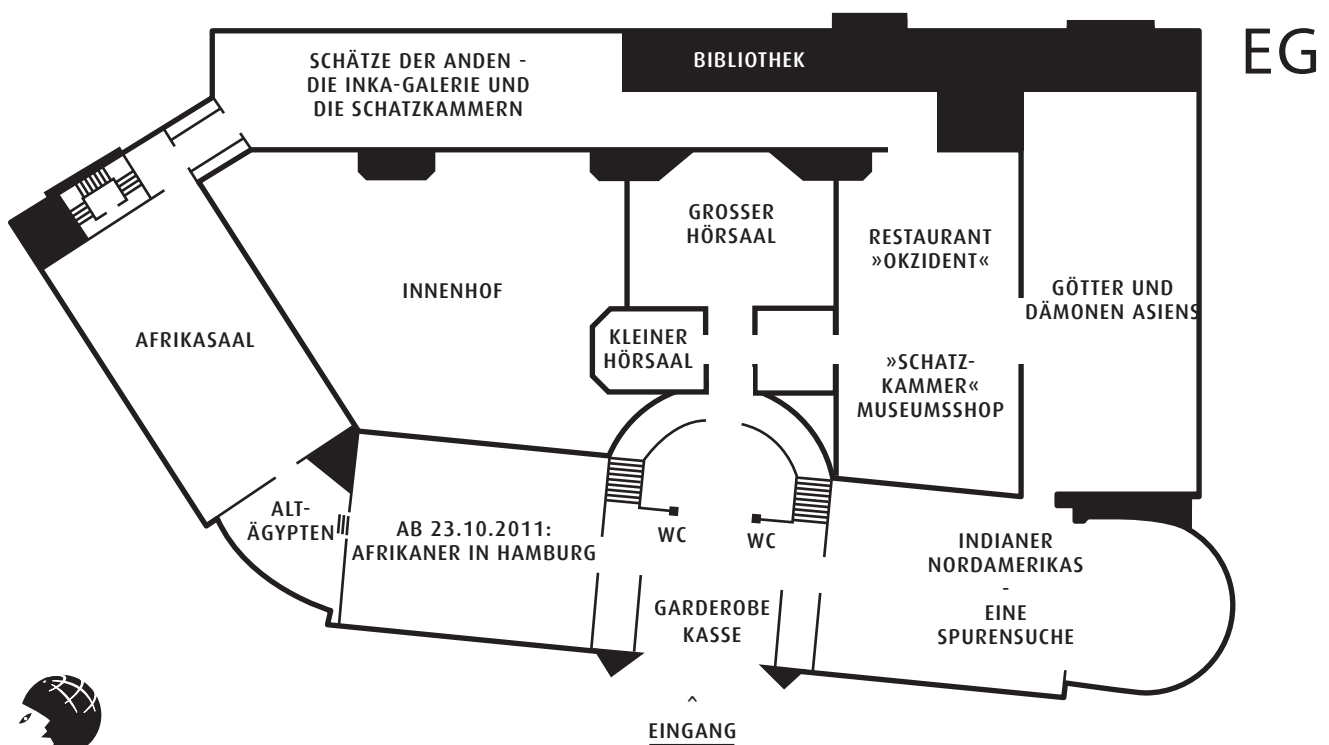 EG
SCHÄTZE DER ANDEN -
DIE INKA-GALERIE UND
DIE SCHATZKAMMERN
BIBLIOTHEK
GROSSER
HÖRSAAL
RESTAURANT
»OKZIDENT«
INNENHOF
GÖTTER UND
DÄMONEN ASIENS
AFRIKASAAL
KLEINER
HÖRSAAL
»SCHATZ-
KAMMER«
MUSEUMSSHOP
ALT-
ÄGYPTEN
AB 23.10.2011:
AFRIKANER IN HAMBURG
WC
WC
INDIANER
NORDAMERIKAS
-
EINE
SPURENSUCHE
GARDEROBE
KASSE
^
EINGANG